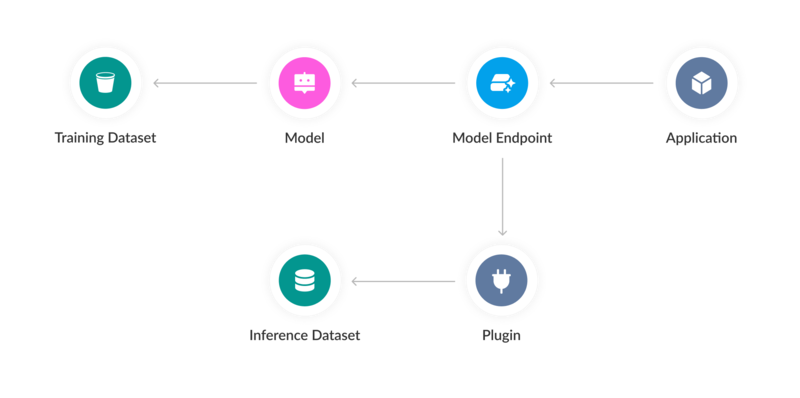 Training Dataset
Model
Model Endpoint
Application
Inference Dataset
Plugin